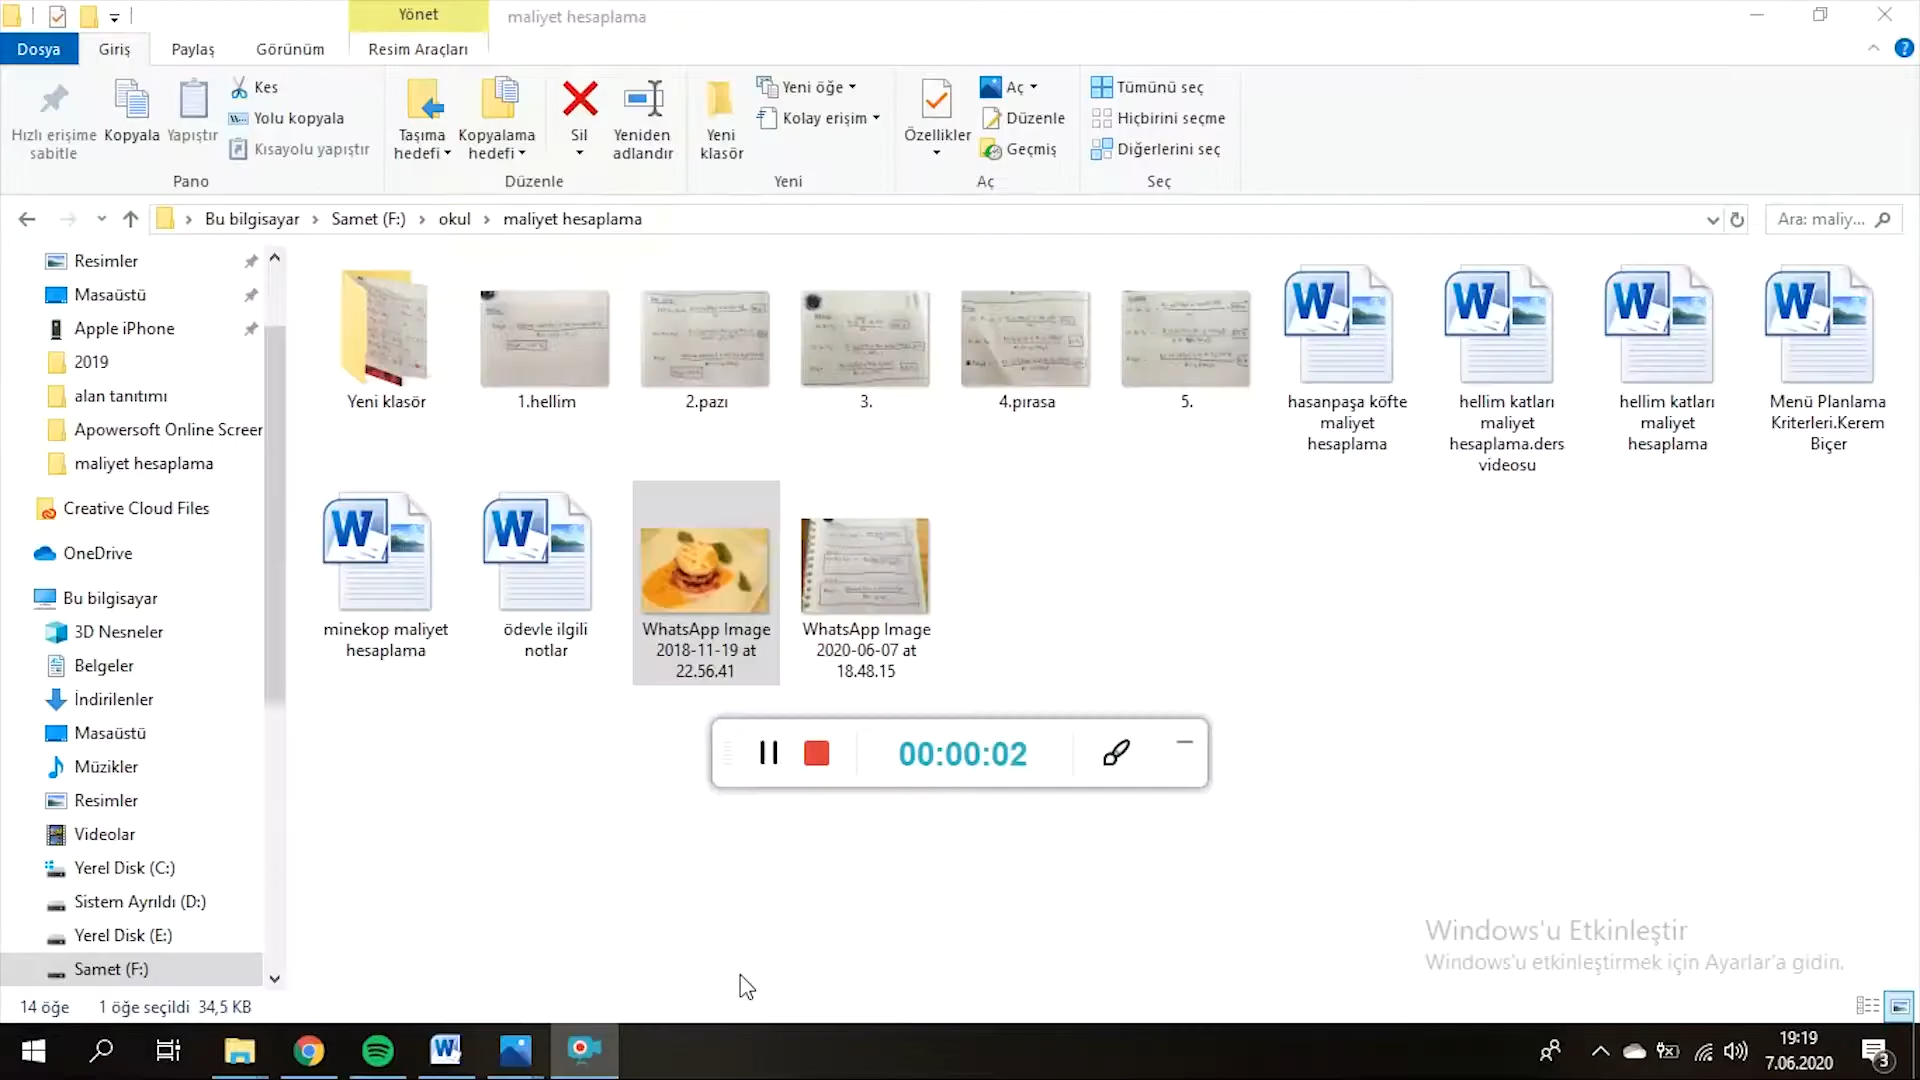 Yönet
maliyet hesaplama
Dosya
Giriş
Paylaş
Görünüm
Resim Araçları
Hızlı erişime
sabitle
Kopyala
Yapıştır
Kes
Yolu kopyala
Kısayolu yapıştır
Pano
Taşıma
hedefi
Kopyalama
hedefi
Sil
Yeniden
adlandır
Düzenle
Yeni
klasör
Yeni öğe
Kolay erişim
Yeni
Özellikler
Aç
Düzenle
Geçmiş
Aç
Tümünü seç
Hiçbirini seçme
Diğerlerini seç
Seç
Bu bilgisayar > Samet (F:) > okul > maliyet hesaplama
Ara: maliy...
Resimler
Masaüstü
Apple iPhone
2019
alan tanıtımı
Apowersoft Online Screer
maliyet hesaplama
Creative Cloud Files
OneDrive
Bu bilgisayar
3D Nesneler
Belgeler
İndirilenler
Masaüstü
Müzikler
Resimler
Videolar
Yerel Disk (C:)
Sistem Ayrıldı (D:)
Yerel Disk (E:)
Samet (F:)
Yeni klasör
1.hellim
2.pazı
3.
4.pırasa
5.
hasanpaşa köfte
maliyet
hesaplama
hellim katları
maliyet
hesaplama.ders
videosu
hellim katları
maliyet
hesaplama
Menü Planlama
Kriterleri.Kerem
Biçer
minekop maliyet
hesaplama
ödevle ilgili
notlar
WhatsApp Image
2018-11-19 at
22.56.41
WhatsApp Image
2020-06-07 at
18.48.15
00:00:02
Windows'u Etkinleştir
Windows'u etkinleştirmek için Ayarlar'a gidin.
14 öğe
1 öğe seçildi 34,5 KB
19:19
7.06.2020
3